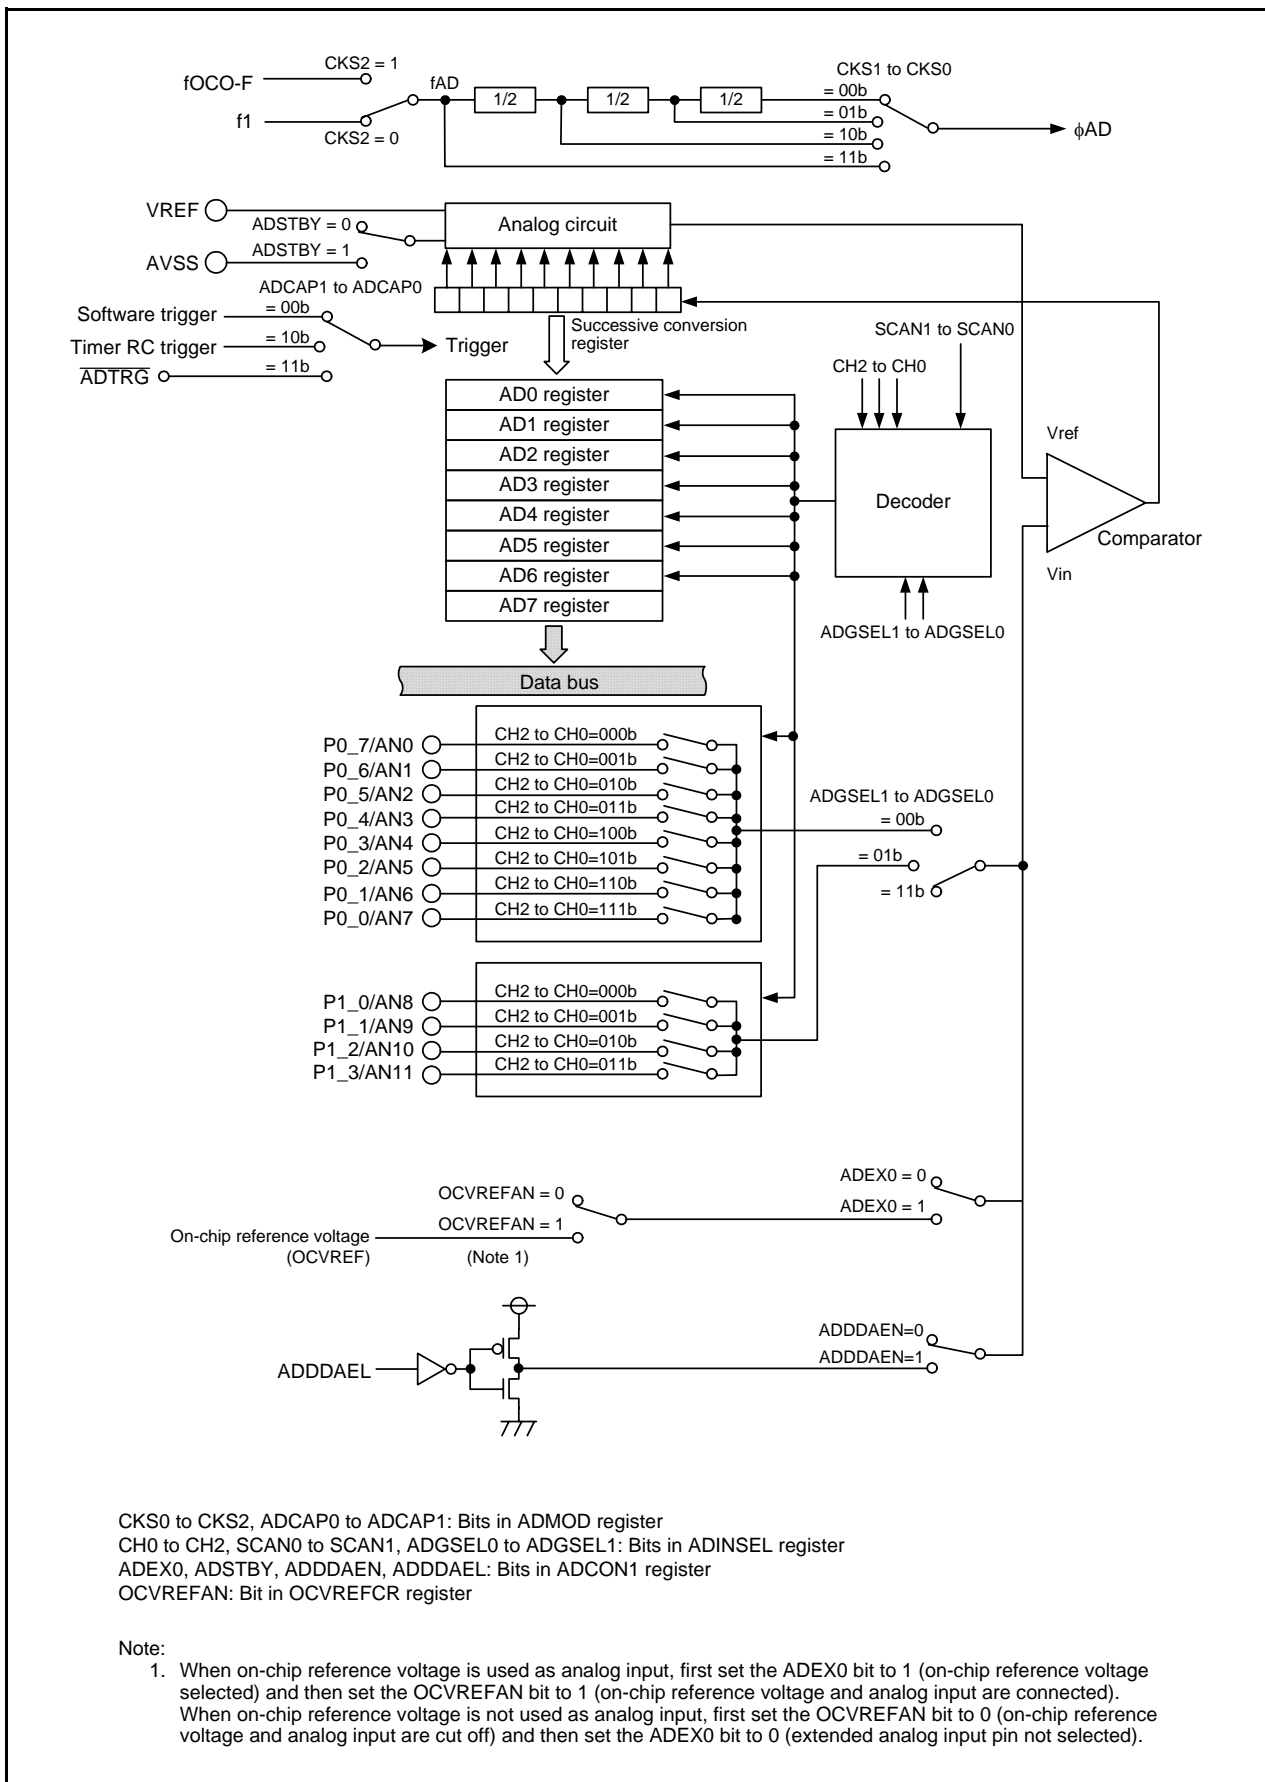 fOCO-F
CKS2 = 1
f1
CKS2 = 0
fAD
1/2
1/2
1/2
CKS1 to CKS0
= 00b
= 01b
= 10b
= 11b
ϕAD
VREF
AVSS
ADSTBY = 0
ADSTBY = 1
Analog circuit
ADCAP1 to ADCAP0
Software trigger
= 00b
Timer RC trigger
= 10b
ADTRG
= 11b
Trigger
Successive conversion
register
SCAN1 to SCAN0
CH2 to CH0
AD0 register
AD1 register
AD2 register
AD3 register
AD4 register
AD5 register
AD6 register
AD7 register
Decoder
Vref
Comparator
Vin
ADGSEL1 to ADGSEL0
Data bus
P0_7/AN0
CH2 to CH0=000b
P0_6/AN1
CH2 to CH0=001b
P0_5/AN2
CH2 to CH0=010b
P0_4/AN3
CH2 to CH0=011b
P0_3/AN4
CH2 to CH0=100b
P0_2/AN5
CH2 to CH0=101b
P0_1/AN6
CH2 to CH0=110b
P0_0/AN7
CH2 to CH0=111b
ADGSEL1 to ADGSEL0
= 00b
= 01b
= 11b
P1_0/AN8
CH2 to CH0=000b
P1_1/AN9
CH2 to CH0=001b
P1_2/AN10
CH2 to CH0=010b
P1_3/AN11
CH2 to CH0=011b
OCVREFAN = 0
OCVREFAN = 1
ADEX0 = 0
ADEX0 = 1
On-chip reference voltage
(OCVREF)
(Note 1)
ADDDAEL
ADDDAEN=0
ADDDAEN=1
CKS0 to CKS2, ADCAP0 to ADCAP1: Bits in ADMOD register
CH0 to CH2, SCAN0 to SCAN1, ADGSEL0 to ADGSEL1: Bits in ADINSEL register
ADEX0, ADSTBY, ADDDAEN, ADDDAEL: Bits in ADCON1 register
OCVREFAN: Bit in OCVREFCR register
Note:
1. When on-chip reference voltage is used as analog input, first set the ADEX0 bit to 1 (on-chip reference voltage
selected) and then set the OCVREFAN bit to 1 (on-chip reference voltage and analog input are connected).
When on-chip reference voltage is not used as analog input, first set the OCVREFAN bit to 0 (on-chip reference
voltage and analog input are cut off) and then set the ADEX0 bit to 0 (extended analog input pin not selected).